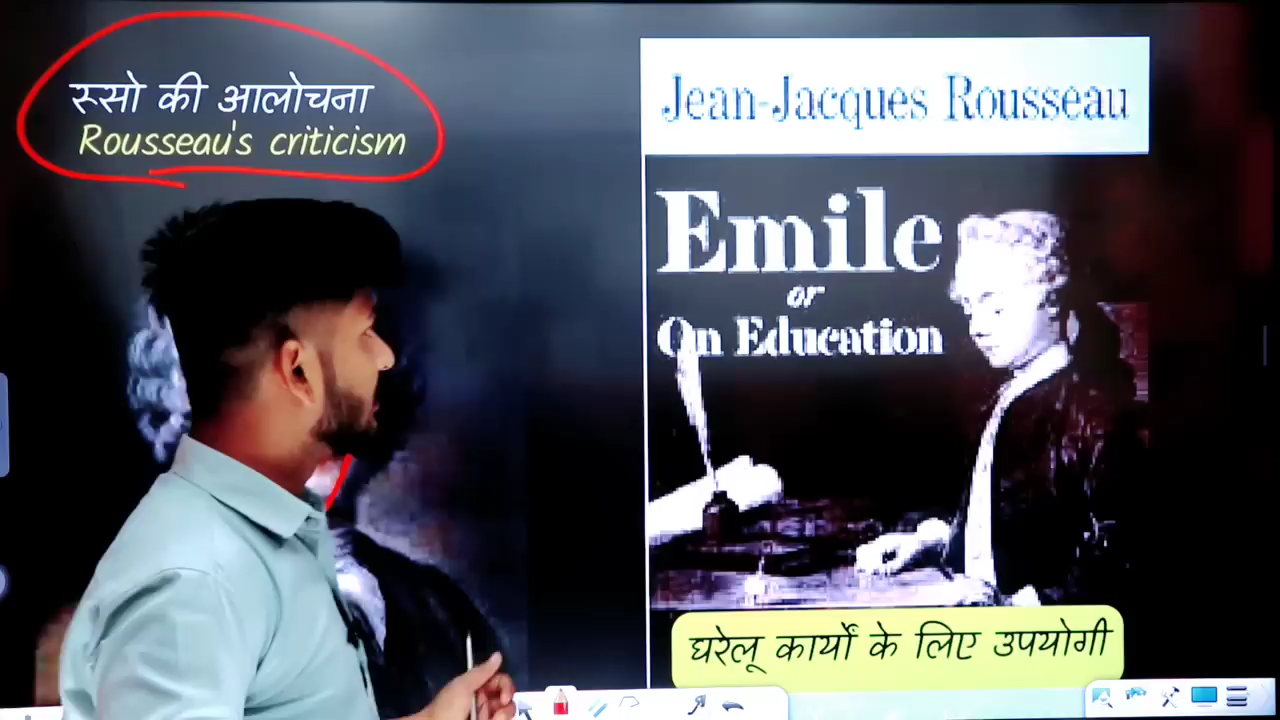 रूसो की आलोचना
Rousseau's criticism
Jean-Jacques Rousseau
Emile
or
On Education
घरेलू कार्यों के लिए उपयोगी